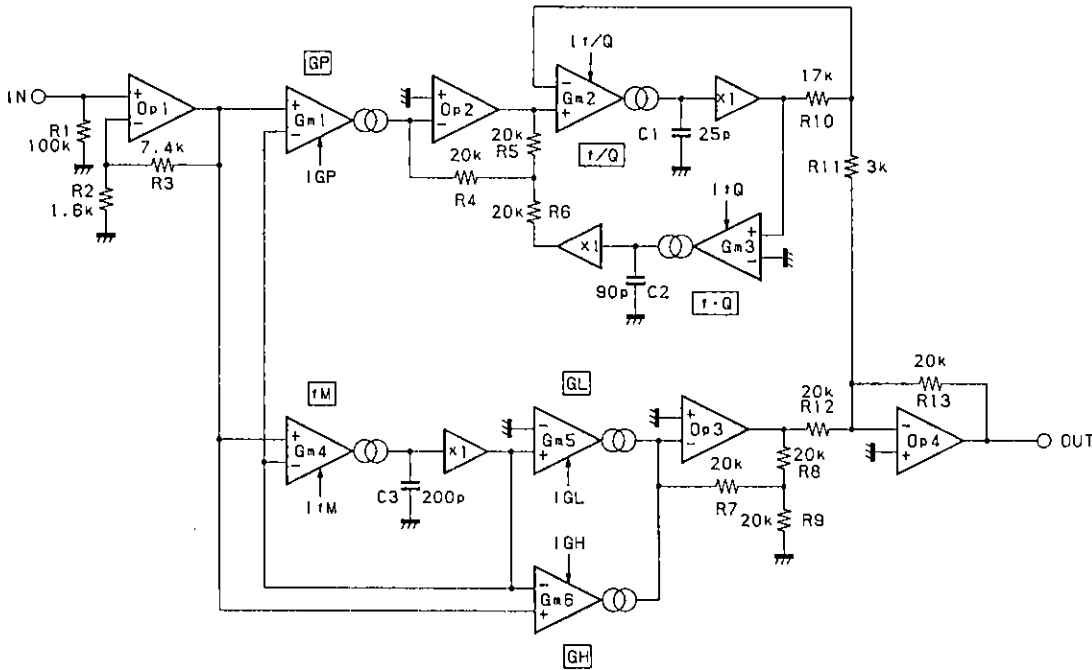 IN
R1
100k
R2
1.6k
7.4k
R3
+
Op1
-
GP
+
Gm1
-
IGP
+
Op2
-
20k
R4
20k
R5
20k
R6
If/Q
-
Gm2
+
f/Q
C1
25p
x1
17k
R10
R11
3k
IfQ
+
Gm3
-
f·Q
x1
90p
C2
fM
+
Gm4
-
IfM
C3
200p
x1
GL
-
Gm5
+
IGL
IGH
-
Gm6
+
GH
+
Op3
-
20k
R7
20k
R8
20k
R9
20k
R12
20k
R13
-
Op4
+
OUT